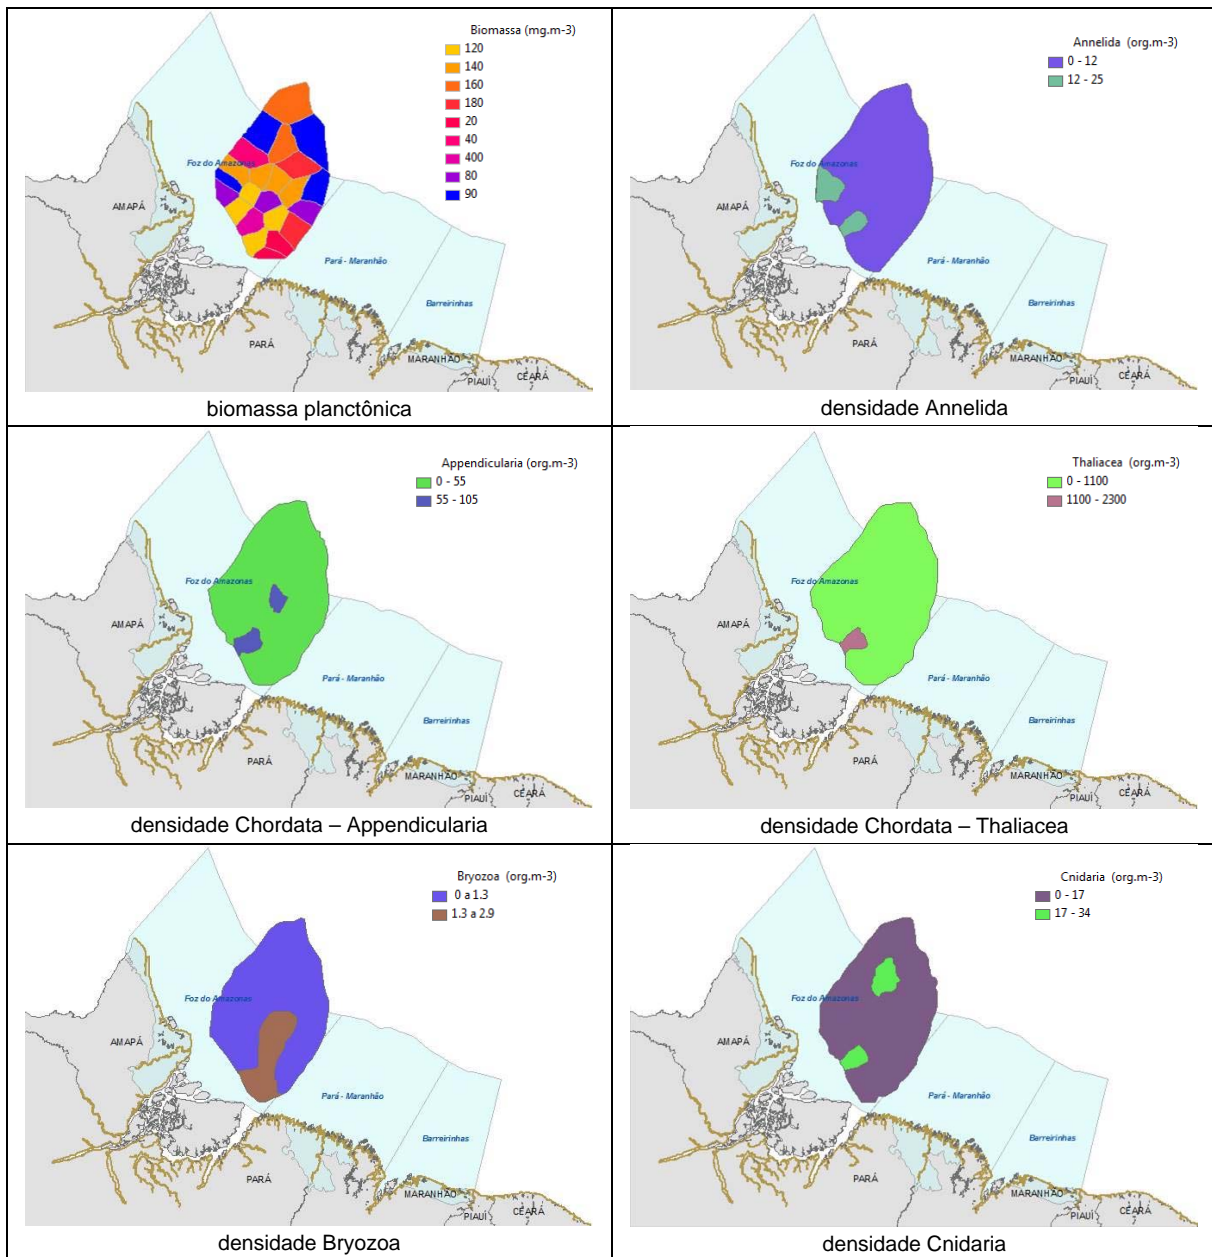 Biomassa (mg.m-3)
120
140
160
180
20
40
400
80
90
Foz do Amazonas
AMAPÁ
Pará - Maranhão
Barreirinhas
PARÁ
MARANHÃO
PIAUÍ
CEARÁ
biomassa planctônica
Annelida (org.m-3)
0 - 12
12 - 25
Foz do Amazonas
AMAPÁ
Pará - Maranhão
Barreirinhas
PARÁ
MARANHÃO
PIAUÍ
CEARÁ
densidade Annelida
Appendicularia (org.m-3)
0 - 55
55 - 105
Foz do Amazonas
AMAPÁ
Pará - Maranhão
Barreirinhas
PARÁ
MARANHÃO
PIAUÍ
CEARÁ
densidade Chordata – Appendicularia
Thaliacea (org.m-3)
0 - 1100
1100 - 2300
Foz do Amazonas
AMAPÁ
Pará - Maranhão
Barreirinhas
PARÁ
MARANHÃO
PIAUÍ
CEARÁ
densidade Chordata – Thaliacea
Bryozoa (org.m-3)
0 a 1.3
1.3 a 2.9
Foz do Amazonas
AMAPÁ
Pará - Maranhão
Barreirinhas
PARÁ
MARANHÃO
PIAUÍ
CEARÁ
densidade Bryozoa
Cnidaria (org.m-3)
0 - 17
17 - 34
Foz do Amazonas
AMAPÁ
Pará - Maranhão
Barreirinhas
PARÁ
MARANHÃO
PIAUÍ
CEARÁ
densidade Cnidaria